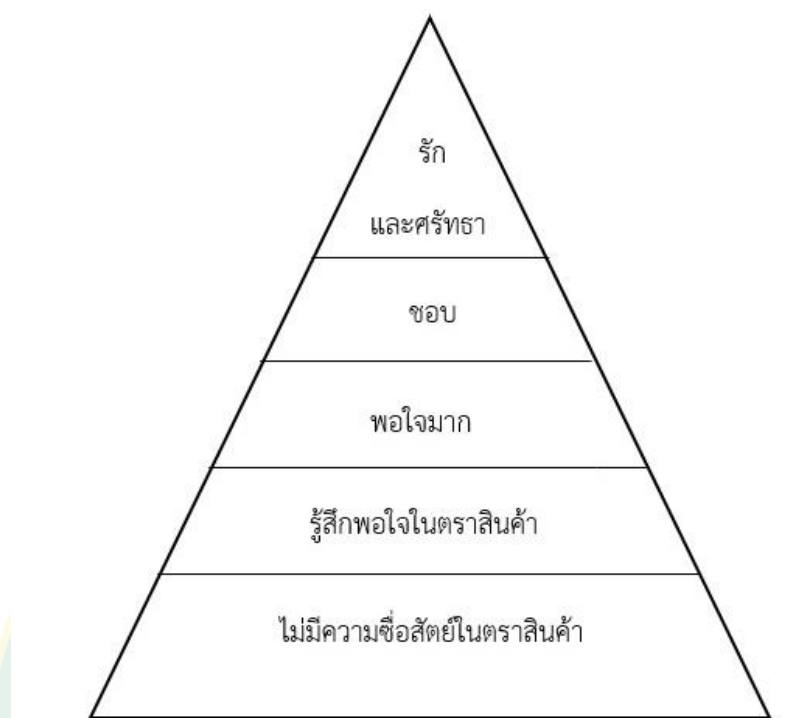 รัก
และศรัทธา
ชอบ
พอใจมาก
รู้สึกพอใจในตราสินค้า
ไม่มีความซื่อสัตย์ในตราสินค้า